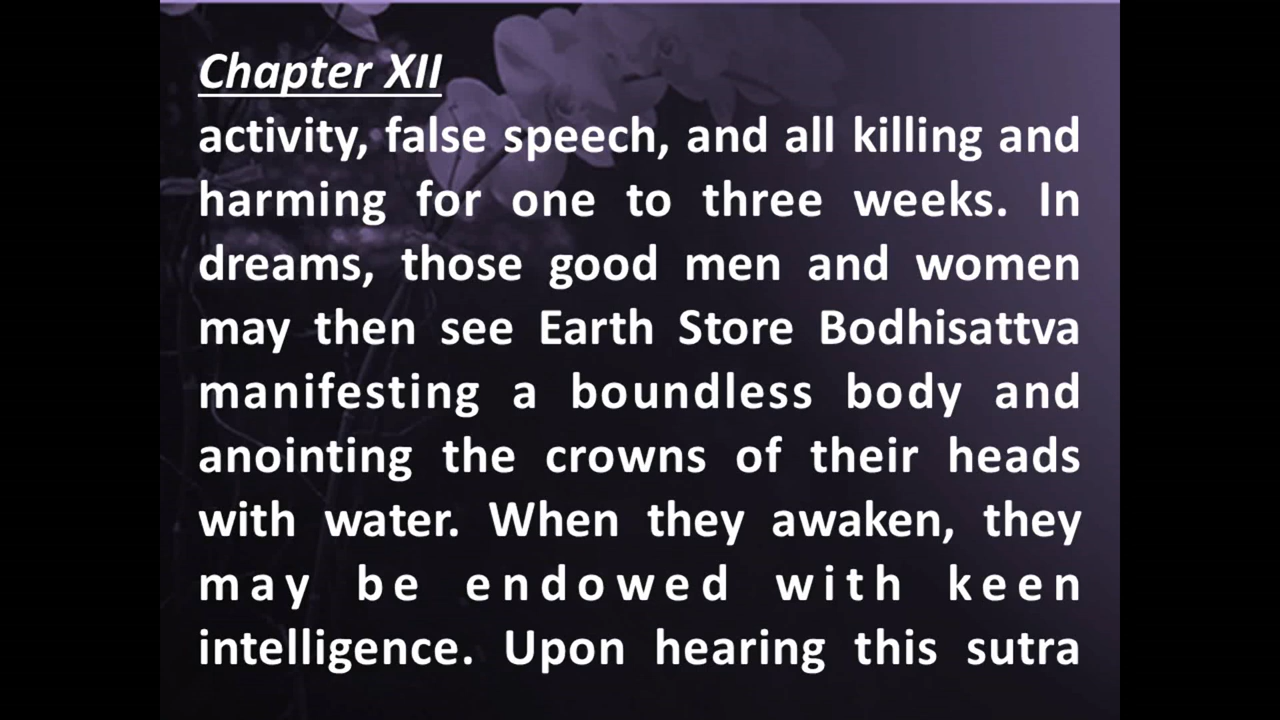 Chapter XII
activity, false speech, and all killing and
harming for one to three weeks. In
dreams, those good men and women
may then see Earth Store Bodhisattva
manifesting a boundless body and
anointing the crowns of their heads
with water. When they awaken, they
may be endowed with keen
intelligence. Upon hearing this sutra